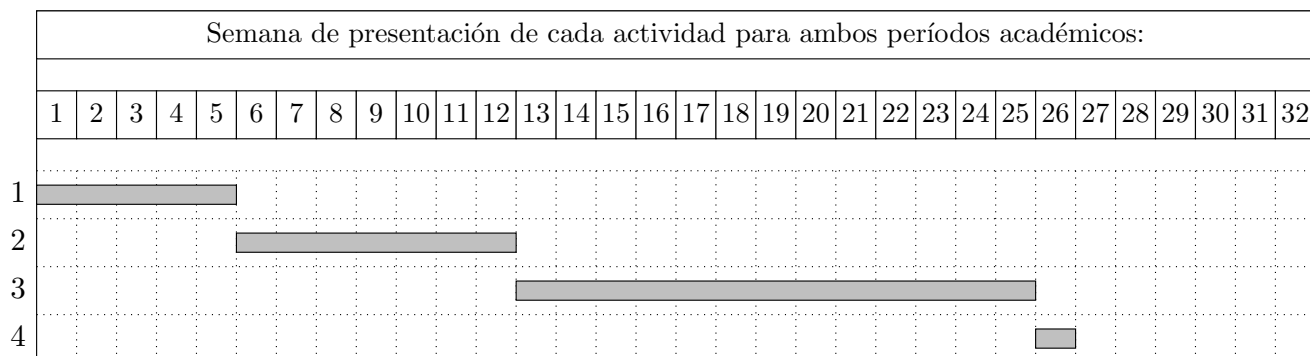 Semana de presentación de cada actividad para ambos períodos académicos:
1 2 3 4 5 6 7 8 9 10 11 12 13 14 15 16 17 18 19 20 21 22 23 24 25 26 27 28 29 30 31 32
1
2
3
4